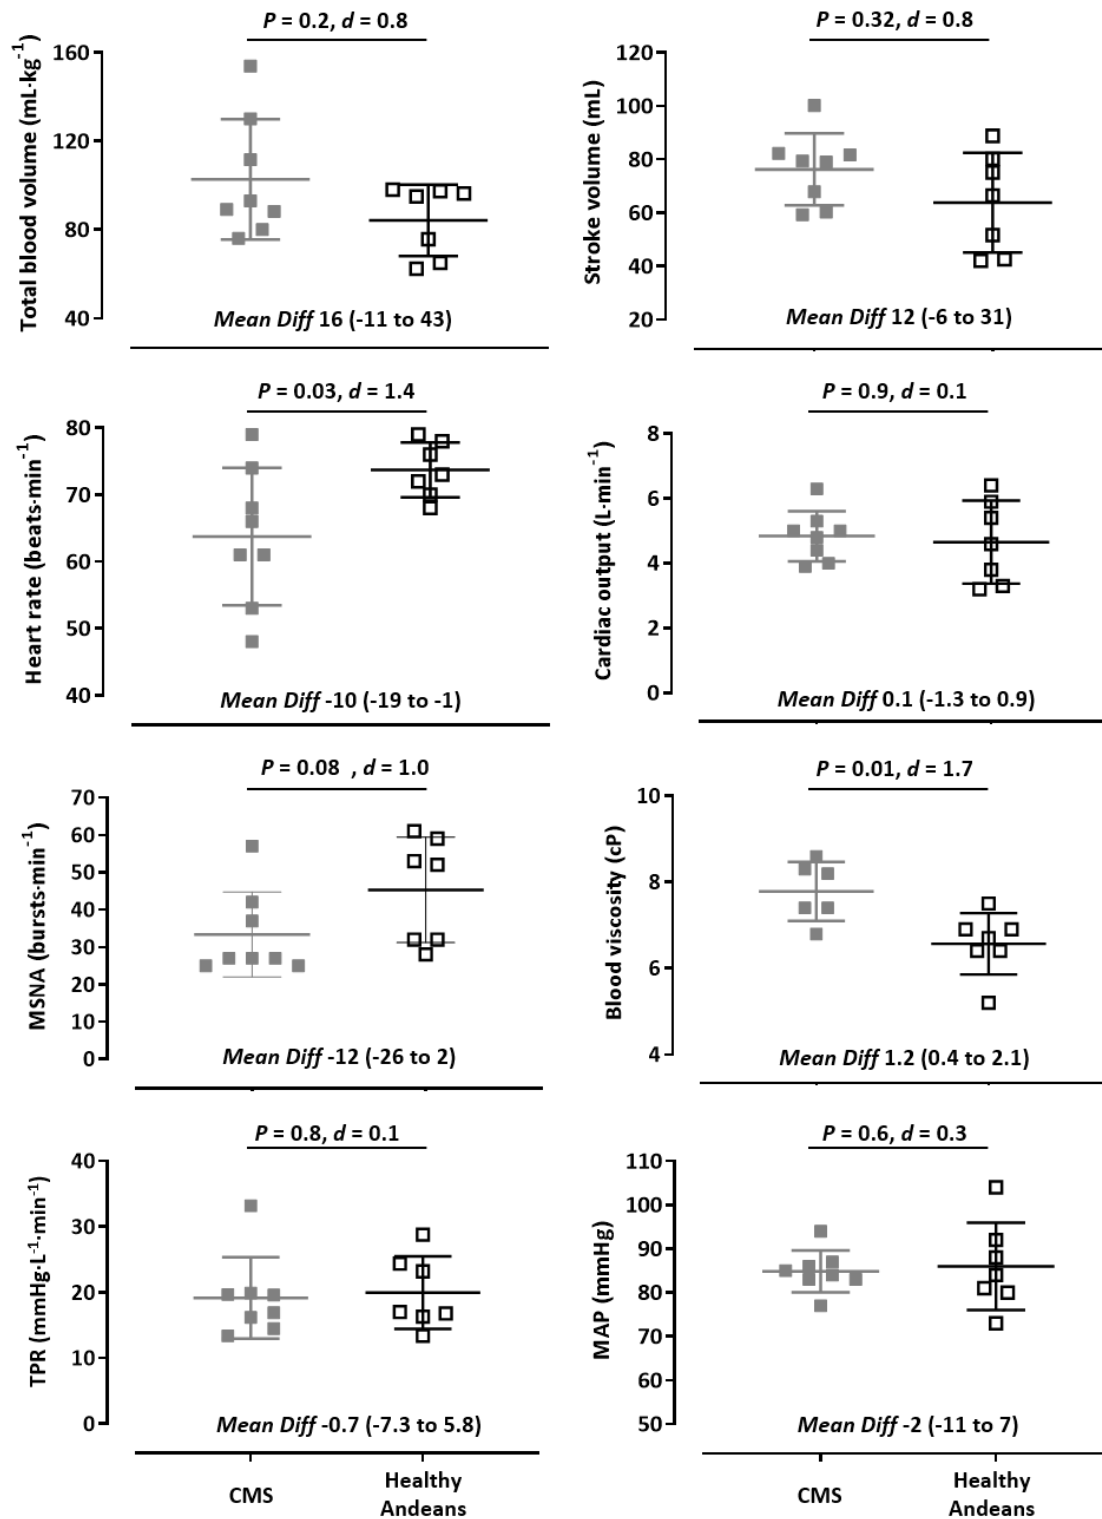 P = 0.2, d = 0.8
Total blood volume (mL·kg⁻¹)
160
120
80
40
Mean Diff 16 (-11 to 43)
P = 0.32, d = 0.8
Stroke volume (mL)
120
100
80
60
40
20
Mean Diff 12 (-6 to 31)
P = 0.03, d = 1.4
Heart rate (beats·min⁻¹)
80
70
60
50
40
Mean Diff -10 (-19 to -1)
P = 0.9, d = 0.1
Cardiac output (L·min⁻¹)
8
6
4
2
0
Mean Diff 0.1 (-1.3 to 0.9)
P = 0.08 , d = 1.0
MSNA (bursts·min⁻¹)
70
60
50
40
30
20
10
0
Mean Diff -12 (-26 to 2)
P = 0.01, d = 1.7
Blood viscosity (cP)
10
8
6
4
Mean Diff 1.2 (0.4 to 2.1)
P = 0.8, d = 0.1
TPR (mmHg·L⁻¹·min⁻¹)
40
30
20
10
0
Mean Diff -0.7 (-7.3 to 5.8)
P = 0.6, d = 0.3
MAP (mmHg)
110
100
90
80
70
60
50
Mean Diff -2 (-11 to 7)
CMS
Healthy
Andeans
CMS
Healthy
Andeans